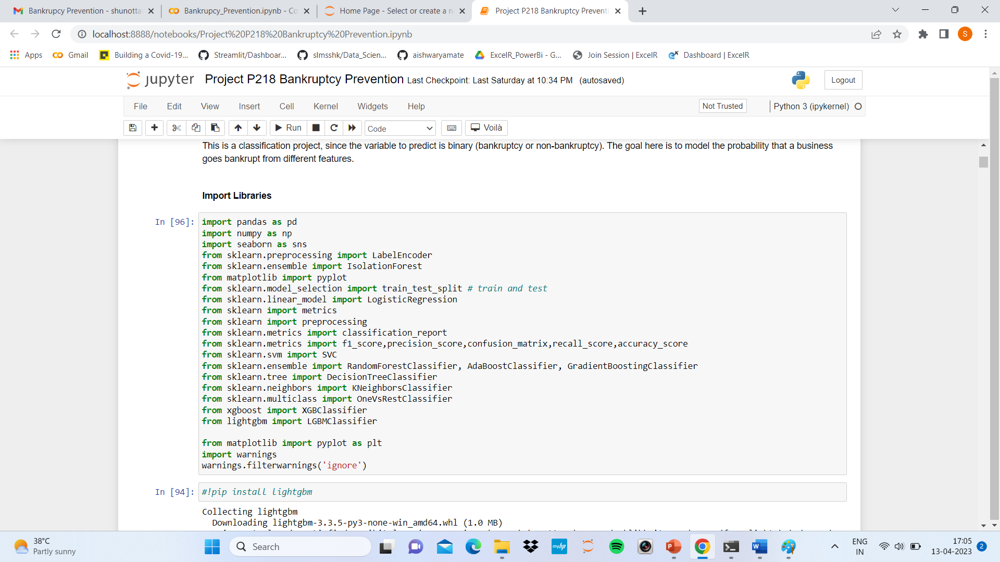 Bankrupcy Prevention - shunotta
Bankrupcy_Prevention.ipynb - Co
Home Page - Select or create a n
Project P218 Bankruptcy Preventi
localhost:8888/notebooks/Project%20P218%20Bankruptcy%20Prevention.ipynb
S
Apps
Gmail
Building a Covid-19...
Streamlit/Dashboar...
slmsshk/Data_Scien...
aishwaryamate
ExcelR_PowerBi - G...
Join Session | ExcelR
Dashboard | ExcelR
jupyter Project P218 Bankruptcy Prevention Last Checkpoint: Last Saturday at 10:34 PM (autosaved)
Logout
File Edit View Insert Cell Kernel Widgets Help
Not Trusted
Python 3 (ipykernel)
Run
Code
Voilà
This is a classification project, since the variable to predict is binary (bankruptcy or non-bankruptcy). The goal here is to model the probability that a business
goes bankrupt from different features.
Import Libraries
In [96]:
import pandas as pd
import numpy as np
import seaborn as sns
from sklearn.preprocessing import LabelEncoder
from sklearn.ensemble import IsolationForest
from matplotlib import pyplot
from sklearn.model_selection import train_test_split # train and test
from sklearn.linear_model import LogisticRegression
from sklearn import metrics
from sklearn import preprocessing
from sklearn.metrics import classification_report
from sklearn.metrics import f1_score,precision_score,confusion_matrix,recall_score,accuracy_score
from sklearn.svm import SVC
from sklearn.ensemble import RandomForestClassifier, AdaBoostClassifier, GradientBoostingClassifier
from sklearn.tree import DecisionTreeClassifier
from sklearn.neighbors import KNeighborsClassifier
from sklearn.multiclass import OneVsRestClassifier
from xgboost import XGBClassifier
from lightgbm import LGBMClassifier
from matplotlib import pyplot as plt
import warnings
warnings.filterwarnings('ignore')
In [94]:
#!pip install lightgbm
Collecting lightgbm
Downloading lightgbm-3.3.5-py3-none-win_amd64.whl (1.0 MB)
38°C
Partly sunny
Search
myhp
ENG
IN
17:05
13-04-2023
2